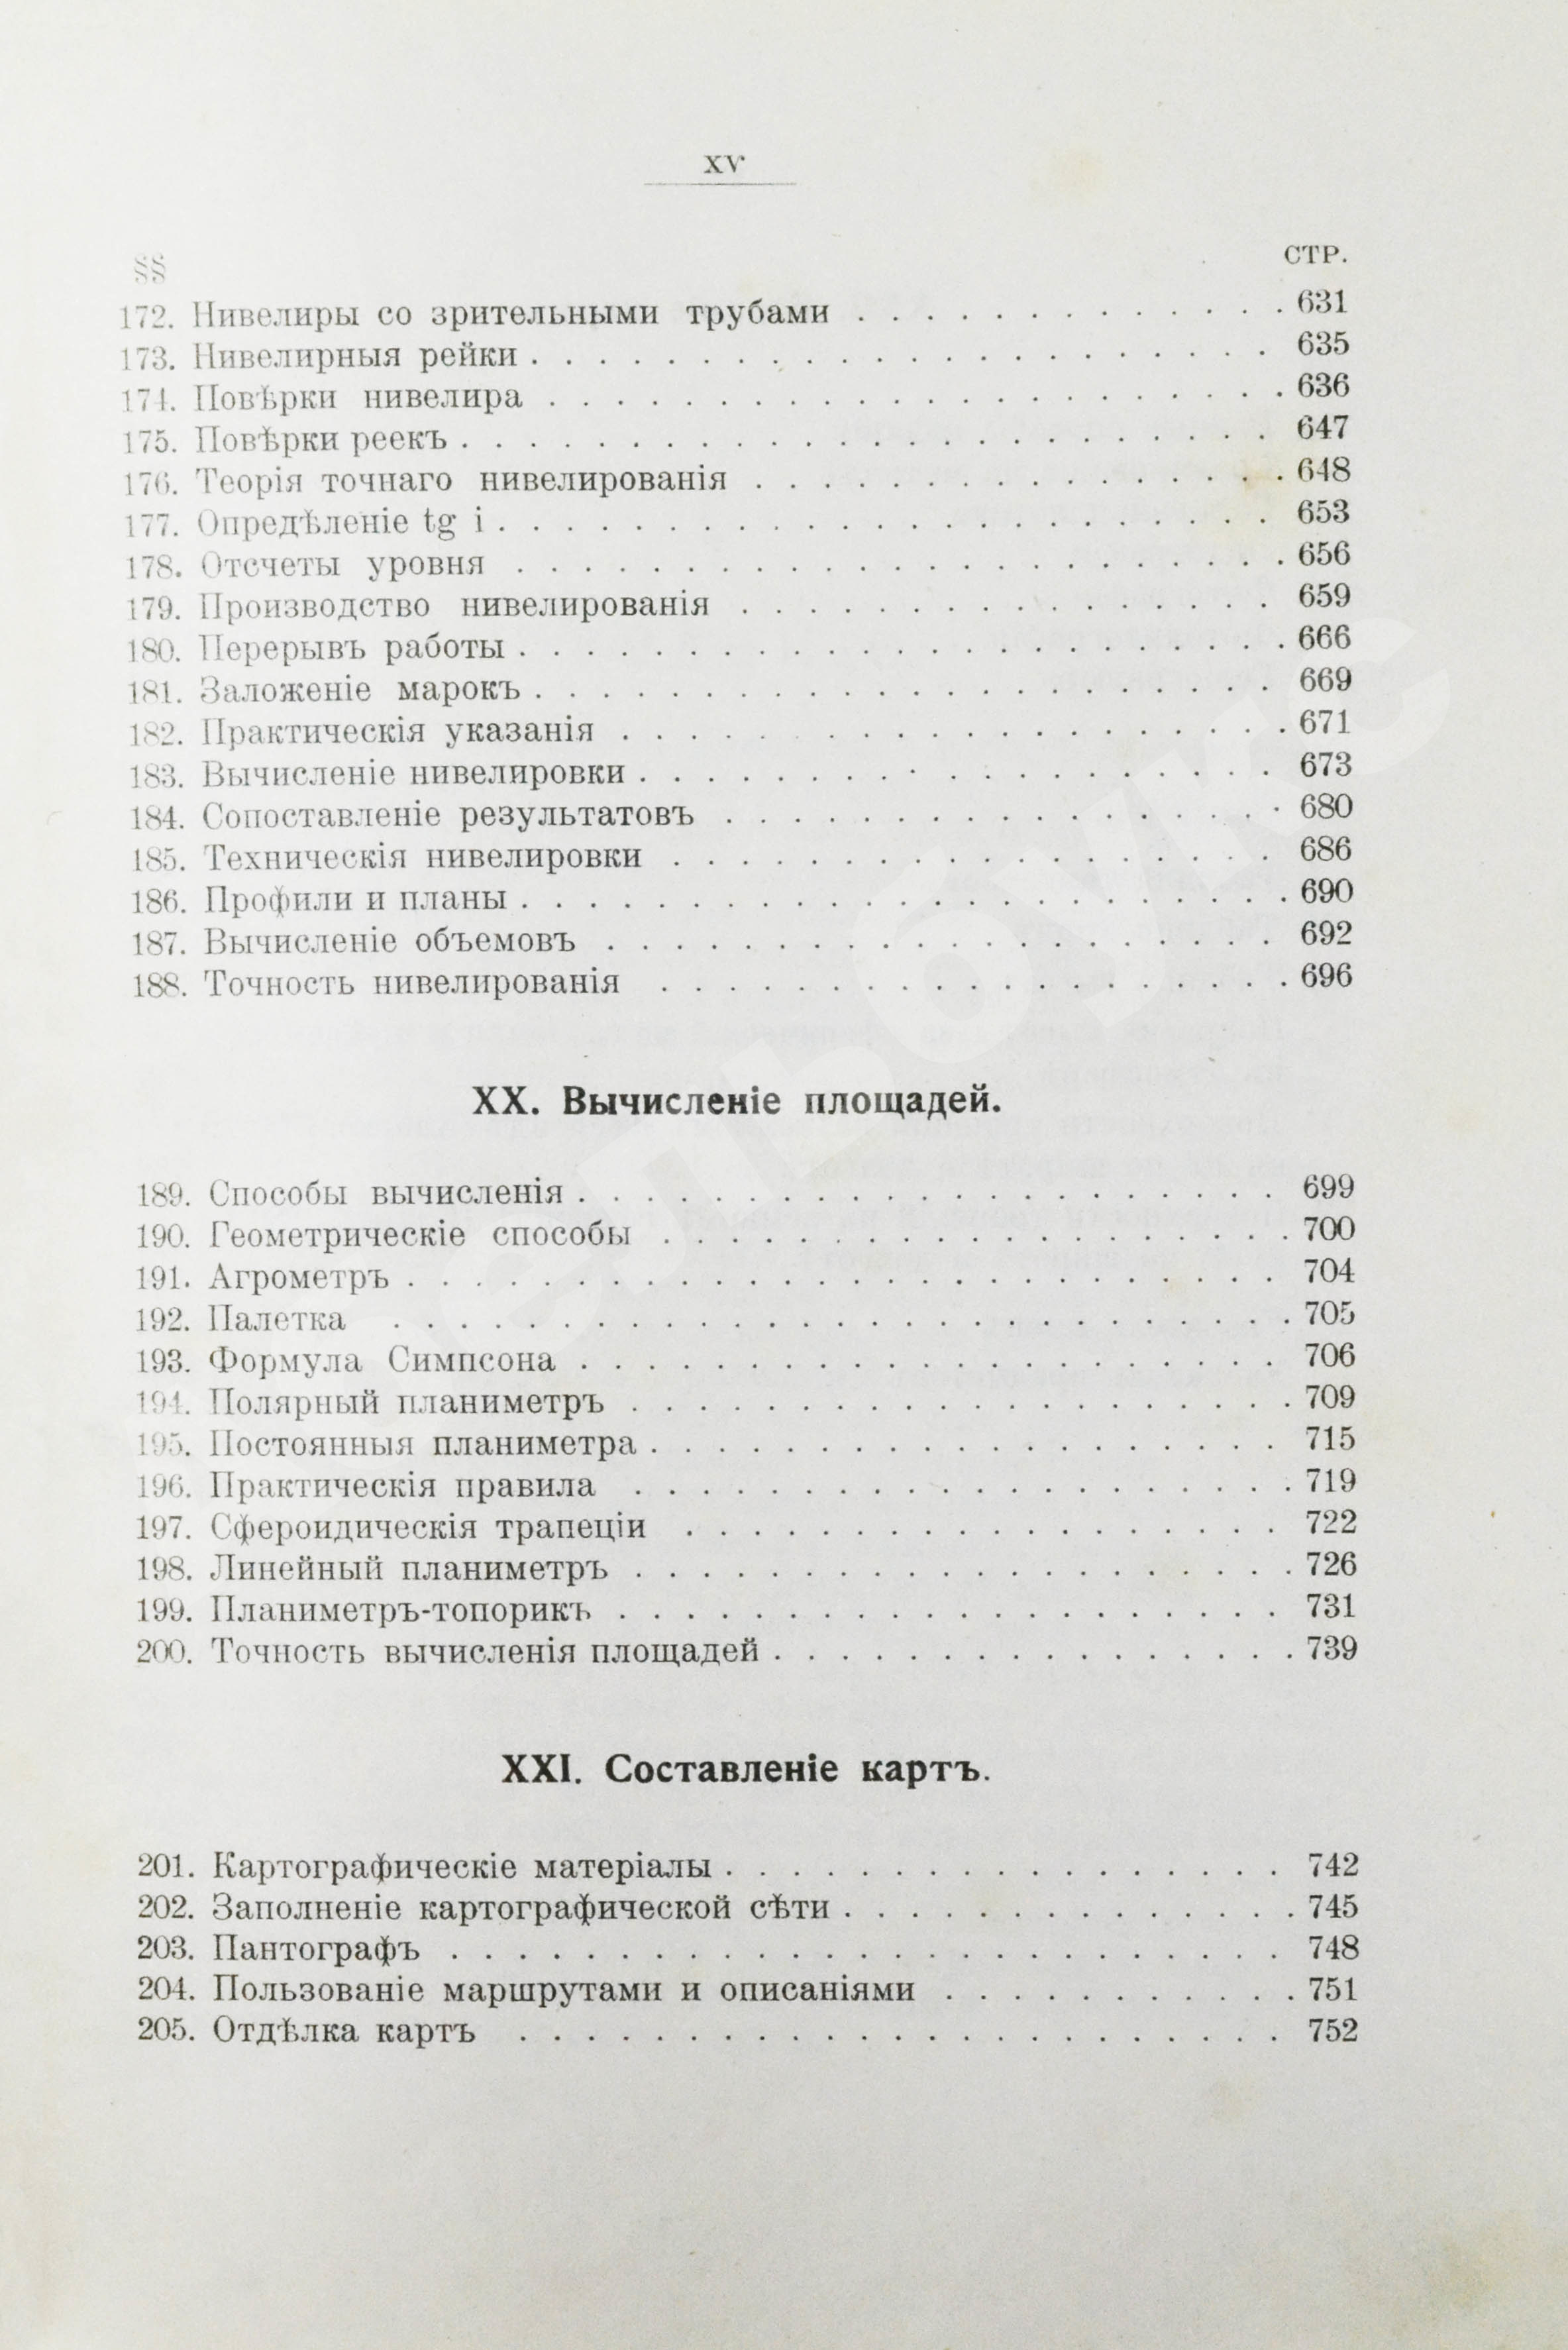 XV
§§ СТР.
172. Нивелиры со зрительными трубами . . . . . . . . . . . . . 631
173. Нивелирныя рейки . . . . . . . . . . . . . . . . . . . . . . 635
174. Повѣрки нивелира . . . . . . . . . . . . . . . . . . . . . . 636
175. Повѣрки реекъ . . . . . . . . . . . . . . . . . . . . . . . . 647
176. Теорія точнаго нивелированія . . . . . . . . . . . . . . . . 648
177. Опредѣленіе tg i . . . . . . . . . . . . . . . . . . . . . . . 653
178. Отсчеты уровня . . . . . . . . . . . . . . . . . . . . . . . 656
179. Производство нивелированія . . . . . . . . . . . . . . . . 659
180. Перерывъ работы . . . . . . . . . . . . . . . . . . . . . . . 666
181. Заложеніе марокъ . . . . . . . . . . . . . . . . . . . . . . 669
182. Практическія указанія . . . . . . . . . . . . . . . . . . . . 671
183. Вычисленіе нивелировки . . . . . . . . . . . . . . . . . . . 673
184. Сопоставленіе результатовъ . . . . . . . . . . . . . . . . . 680
185. Техническія нивелировки . . . . . . . . . . . . . . . . . . 686
186. Профили и планы . . . . . . . . . . . . . . . . . . . . . . . 690
187. Вычисленіе объемовъ . . . . . . . . . . . . . . . . . . . . 692
188. Точность нивелированія . . . . . . . . . . . . . . . . . . . 696
XX. Вычисленіе площадей.
189. Способы вычисленія . . . . . . . . . . . . . . . . . . . . . 699
190. Геометрическіе способы . . . . . . . . . . . . . . . . . . . 700
191. Агрометръ . . . . . . . . . . . . . . . . . . . . . . . . . . 704
192. Палетка . . . . . . . . . . . . . . . . . . . . . . . . . . . 705
193. Формула Симпсона . . . . . . . . . . . . . . . . . . . . . 706
194. Полярный планиметръ . . . . . . . . . . . . . . . . . . . . 709
195. Постоянныя планиметра . . . . . . . . . . . . . . . . . . . 715
196. Практическія правила . . . . . . . . . . . . . . . . . . . . 719
197. Сфероидическія трапеціи . . . . . . . . . . . . . . . . . . 722
198. Линейный планиметръ . . . . . . . . . . . . . . . . . . . . 726
199. Планиметръ-топорикъ . . . . . . . . . . . . . . . . . . . . 731
200. Точность вычисленія площадей . . . . . . . . . . . . . . . . 739
XXI. Составленіе картъ.
201. Картографическіе матеріалы . . . . . . . . . . . . . . . . . 742
202. Заполненіе картографической сѣти . . . . . . . . . . . . . . 745
203. Пантографъ . . . . . . . . . . . . . . . . . . . . . . . . . 748
204. Пользованіе маршрутами и описаніями . . . . . . . . . . . 751
205. Отдѣлка картъ . . . . . . . . . . . . . . . . . . . . . . . 752